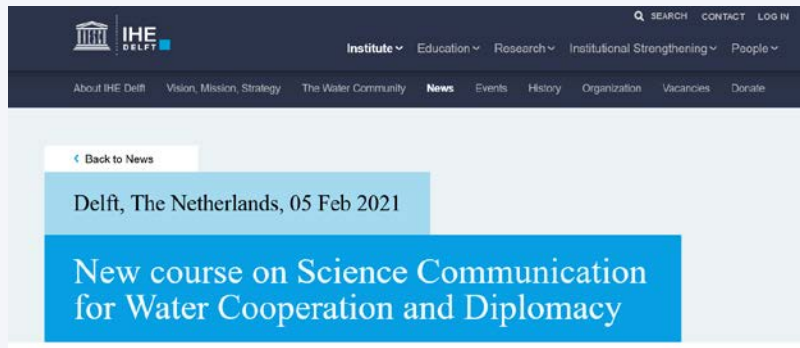 SEARCH CONTACT LOG IN
IHE
DELFT
Institute Education Research Institutional Strengthening People
About IHE Delft Vision, Mission, Strategy The Water Community News Events History Organization Vacancies Donate
Back to News
Delft, The Netherlands, 05 Feb 2021
New course on Science Communication
for Water Cooperation and Diplomacy